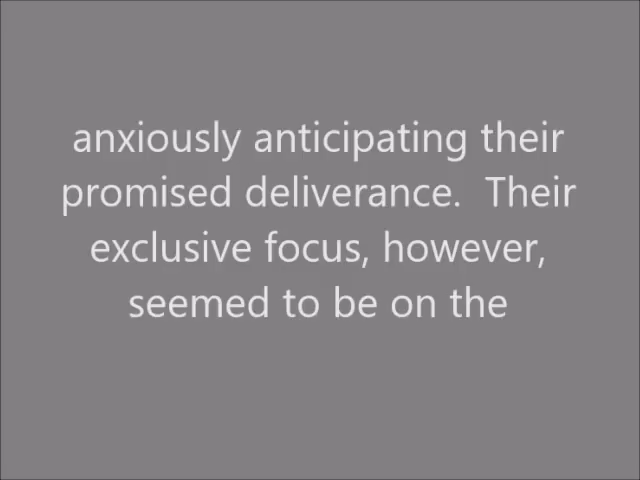 anxiously anticipating their
promised deliverance.  Their
exclusive focus, however,
seemed to be on the